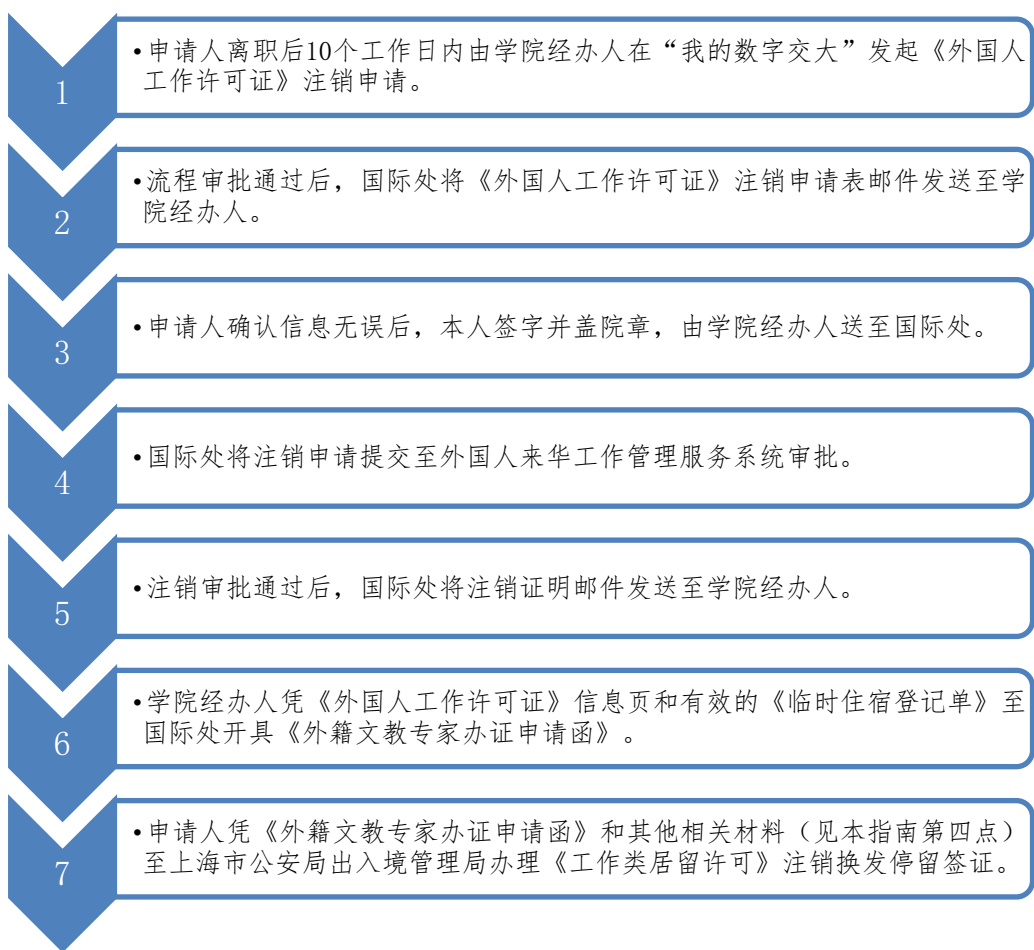 1
•申请人离职后10个工作日内由学院经办人在“我的数字交大”发起《外国人
工作许可证》注销申请。
2
•流程审批通过后，国际处将《外国人工作许可证》注销申请表邮件发送至学
院经办人。
3
•申请人确认信息无误后，本人签字并盖院章，由学院经办人送至国际处。
4
•国际处将注销申请提交至外国人来华工作管理服务系统审批。
5
•注销审批通过后，国际处将注销证明邮件发送至学院经办人。
6
•学院经办人凭《外国人工作许可证》信息页和有效的《临时住宿登记单》至
国际处开具《外籍文教专家办证申请函》。
7
•申请人凭《外籍文教专家办证申请函》和其他相关材料（见本指南第四点）
至上海市公安局出入境管理局办理《工作类居留许可》注销换发停留签证。